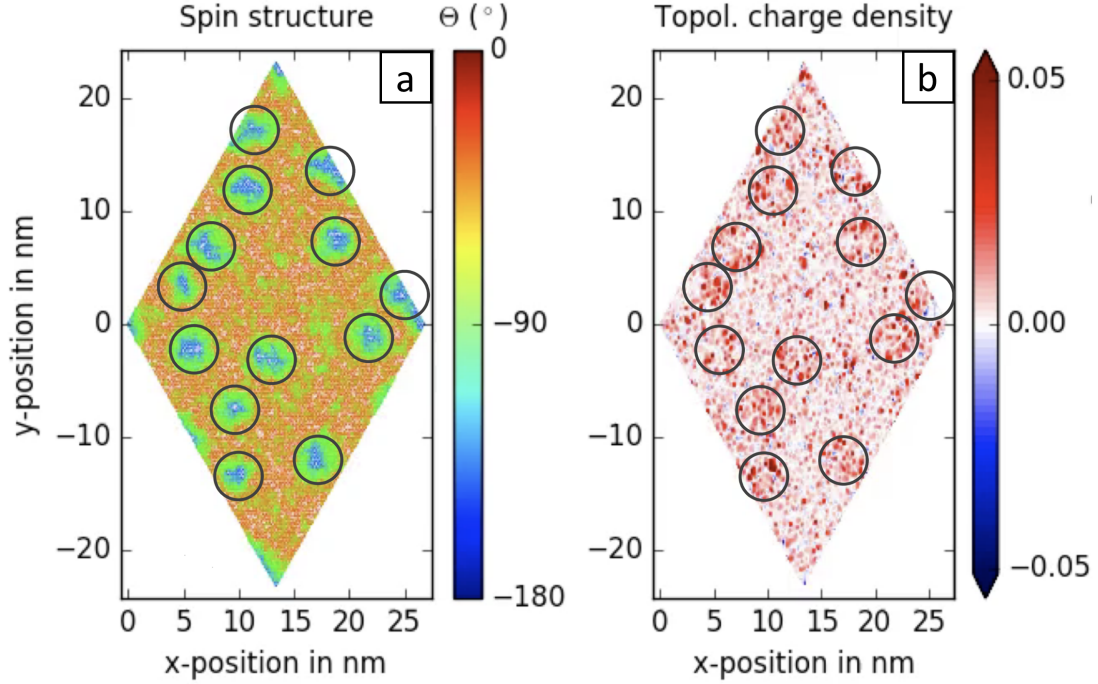 Spin structure
Θ (°)
Topol. charge density
a
b
0
−90
−180
0.05
0.00
−0.05
20
10
0
−10
−20
20
10
0
−10
−20
y-position in nm
0 5 10 15 20 25
0 5 10 15 20 25
x-position in nm
x-position in nm